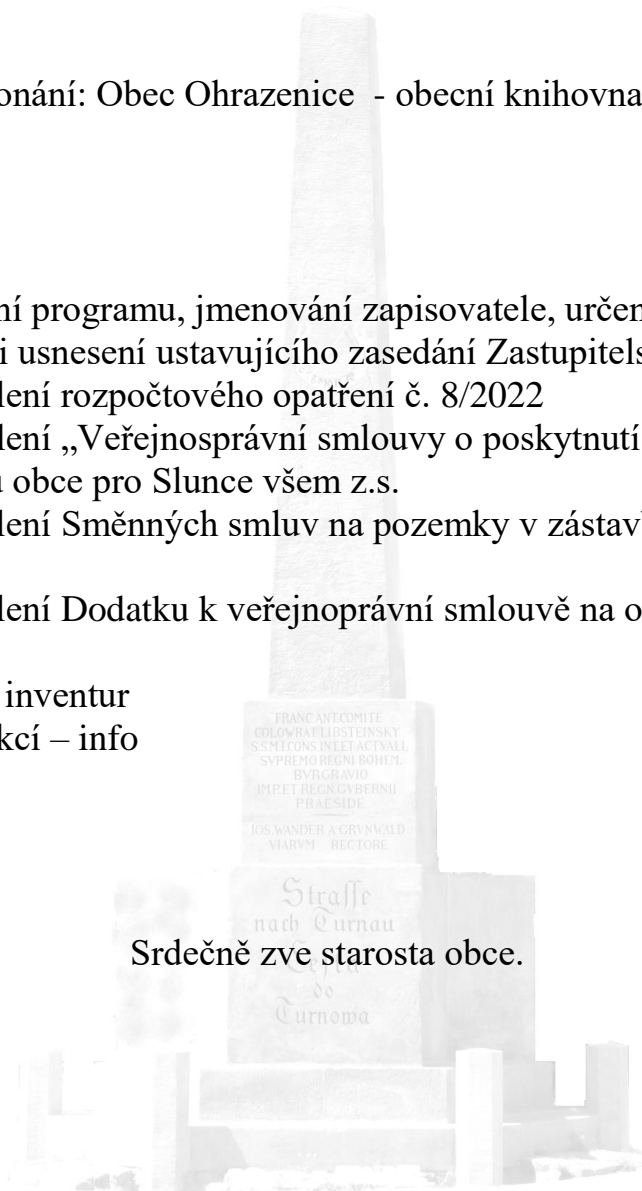 onání: Obec Ohrazenice - obecní knihovna
ní programu, jmenování zapisovatele, určen
i usnesení ustavujícího zasedání Zastupitels
lení rozpočtového opatření č. 8/2022
lení „Veřejnosprávní smlouvy o poskytnutí
u obce pro Slunce všem z.s.
lení Směnných smluv na pozemky v zástavb
lení Dodatku k veřejnoprávní smlouvě na o
inventur
kcí – info
FRANC ANT.COMITE
COLOWRAT LIBSTEINSKY
S.S.M.I.CONS INT.ET ACTVALI,
SVPREMO REGNI BOHEM.
BVRGRAVIO
IMP.ET REGN GVBERNII
PRAESIDE
IOS.WANDER A GRVNWALD
VIARVM RECTORE
Strasse
nach Turnau
Srdečně zve starosta obce.
Cesta
do
Turnowa